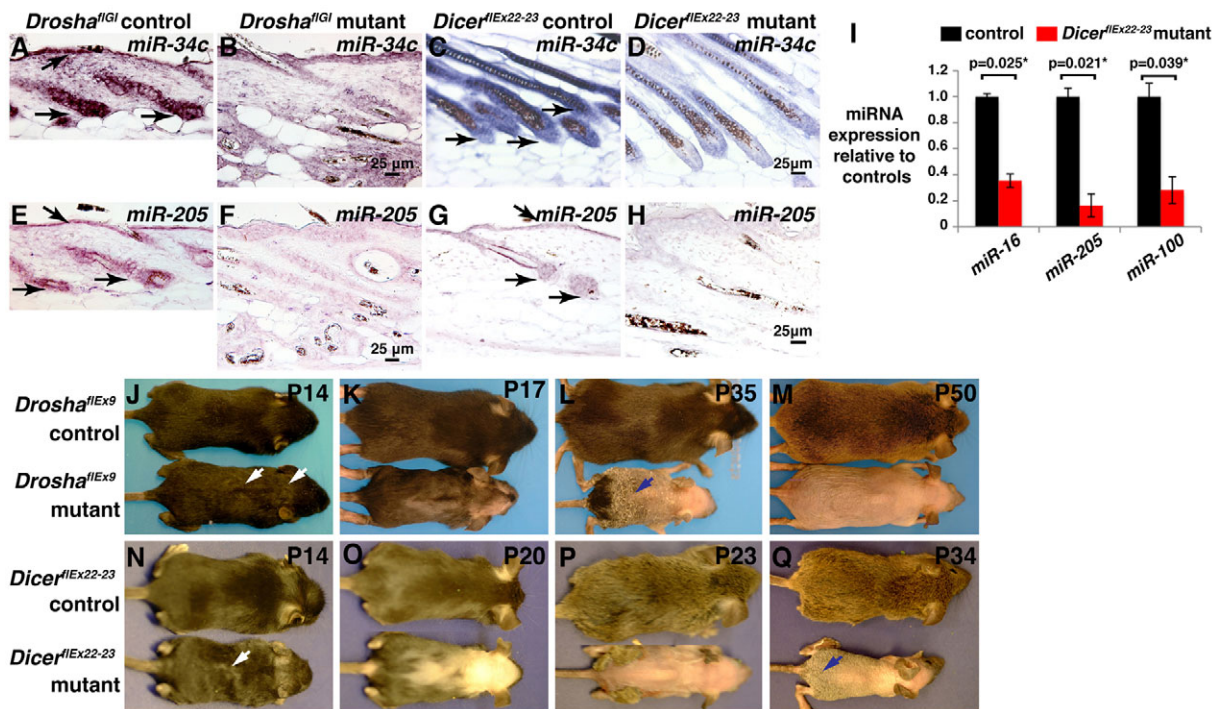 Drosha^flGl control Drosha^flGl mutant Dicer^flEx22-23 control Dicer^flEx22-23 mutant
A miR-34c B miR-34c C miR-34c D miR-34c
25 µm 25µm
E miR-205 F miR-205 G miR-205 H miR-205
25 µm 25 µm
I control Dicer^flEx22-23 mutant
p=0.025* p=0.021* p=0.039*
miRNA
expression
relative to
controls
1.2
1.0
0.8
0.6
0.4
0.2
0
miR-16 miR-205 miR-100
J P14 K P17 L P35 M P50
Drosha^flEx9
control
Drosha^flEx9
mutant
N P14 O P20 P P23 Q P34
Dicer^flEx22-23
control
Dicer^flEx22-23
mutant